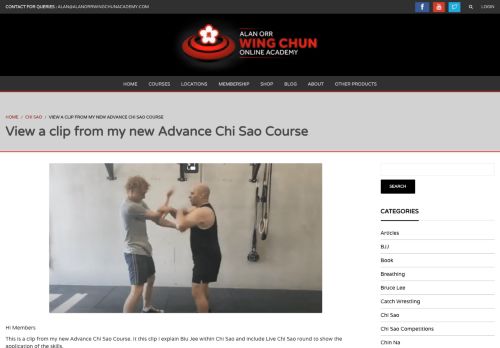 CONTACT FOR QUERIES : ALAN@ALANORRWINGCHUNACADEMY.COM
LOGIN
ALAN ORR
WING CHUN
ONLINE ACADEMY
HOME COURSES LOCATIONS MEMBERSHIP SHOP BLOG ABOUT OTHER PRODUCTS
HOME / CHI SAO / VIEW A CLIP FROM MY NEW ADVANCE CHI SAO COURSE
View a clip from my new Advance Chi Sao Course
SEARCH
CATEGORIES
Articles
BJJ
Book
Breathing
Bruce Lee
Catch Wrestling
Chi Sao
Chi Sao Competitions
Chin Na
Hi Members
This is a clip from my new Advance Chi Sao Course. It this clip I explain Biu Jee within Chi Sao and include Live Chi Sao round to show the
application of the skills.